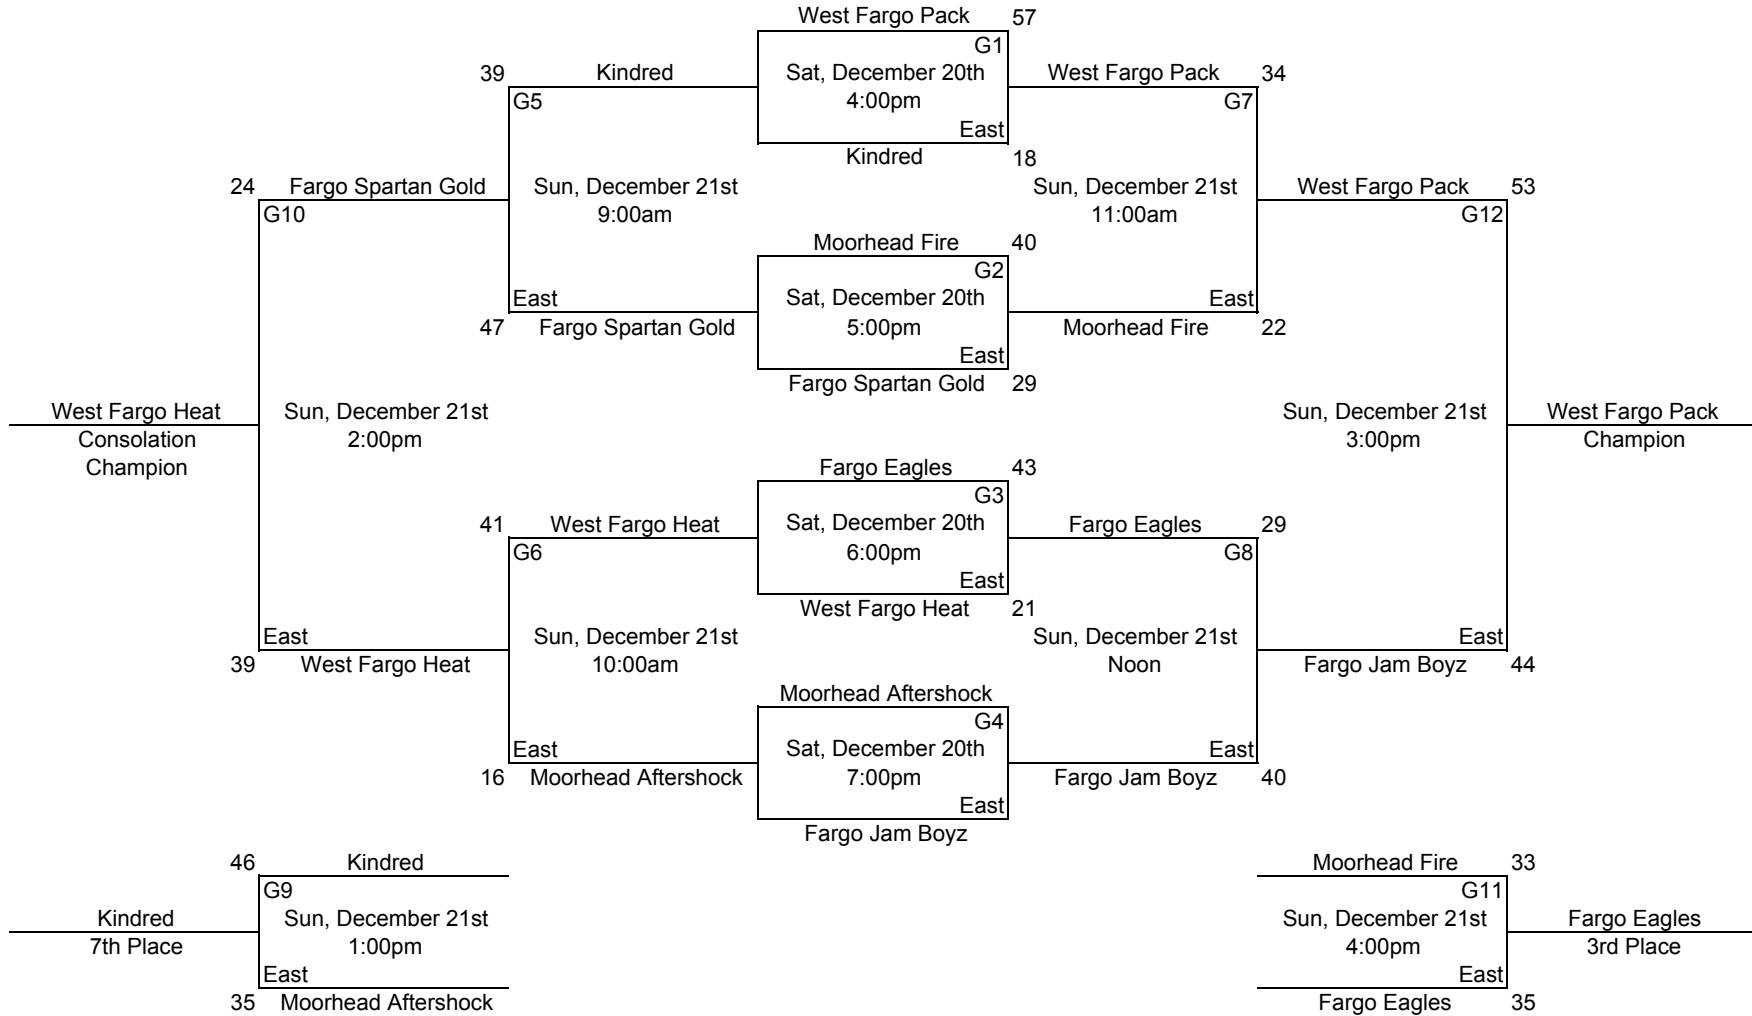 West Fargo Pack 57
G1
39 Kindred Sat, December 20th West Fargo Pack 34
G5 4:00pm G7
East
Kindred 18
24 Fargo Spartan Gold Sun, December 21st Sun, December 21st West Fargo Pack 53
G10 9:00am 11:00am G12
Moorhead Fire 40
G2
East Sat, December 20th East
47 Fargo Spartan Gold 5:00pm Moorhead Fire 22
East
Fargo Spartan Gold 29
West Fargo Heat Sun, December 21st Sun, December 21st West Fargo Pack
Consolation 2:00pm 3:00pm Champion
Champion
Fargo Eagles 43
G3
41 West Fargo Heat Sat, December 20th Fargo Eagles 29
G6 6:00pm G8
East
West Fargo Heat 21
East Sun, December 21st Sun, December 21st East
39 West Fargo Heat 10:00am Noon Fargo Jam Boyz 44
Moorhead Aftershock
G4
East Sat, December 20th East
16 Moorhead Aftershock 7:00pm Fargo Jam Boyz 40
East
Fargo Jam Boyz
46 Kindred Moorhead Fire 33
G9 G11
Kindred Sun, December 21st Sun, December 21st Fargo Eagles
7th Place 1:00pm 4:00pm 3rd Place
East East
35 Moorhead Aftershock Fargo Eagles 35